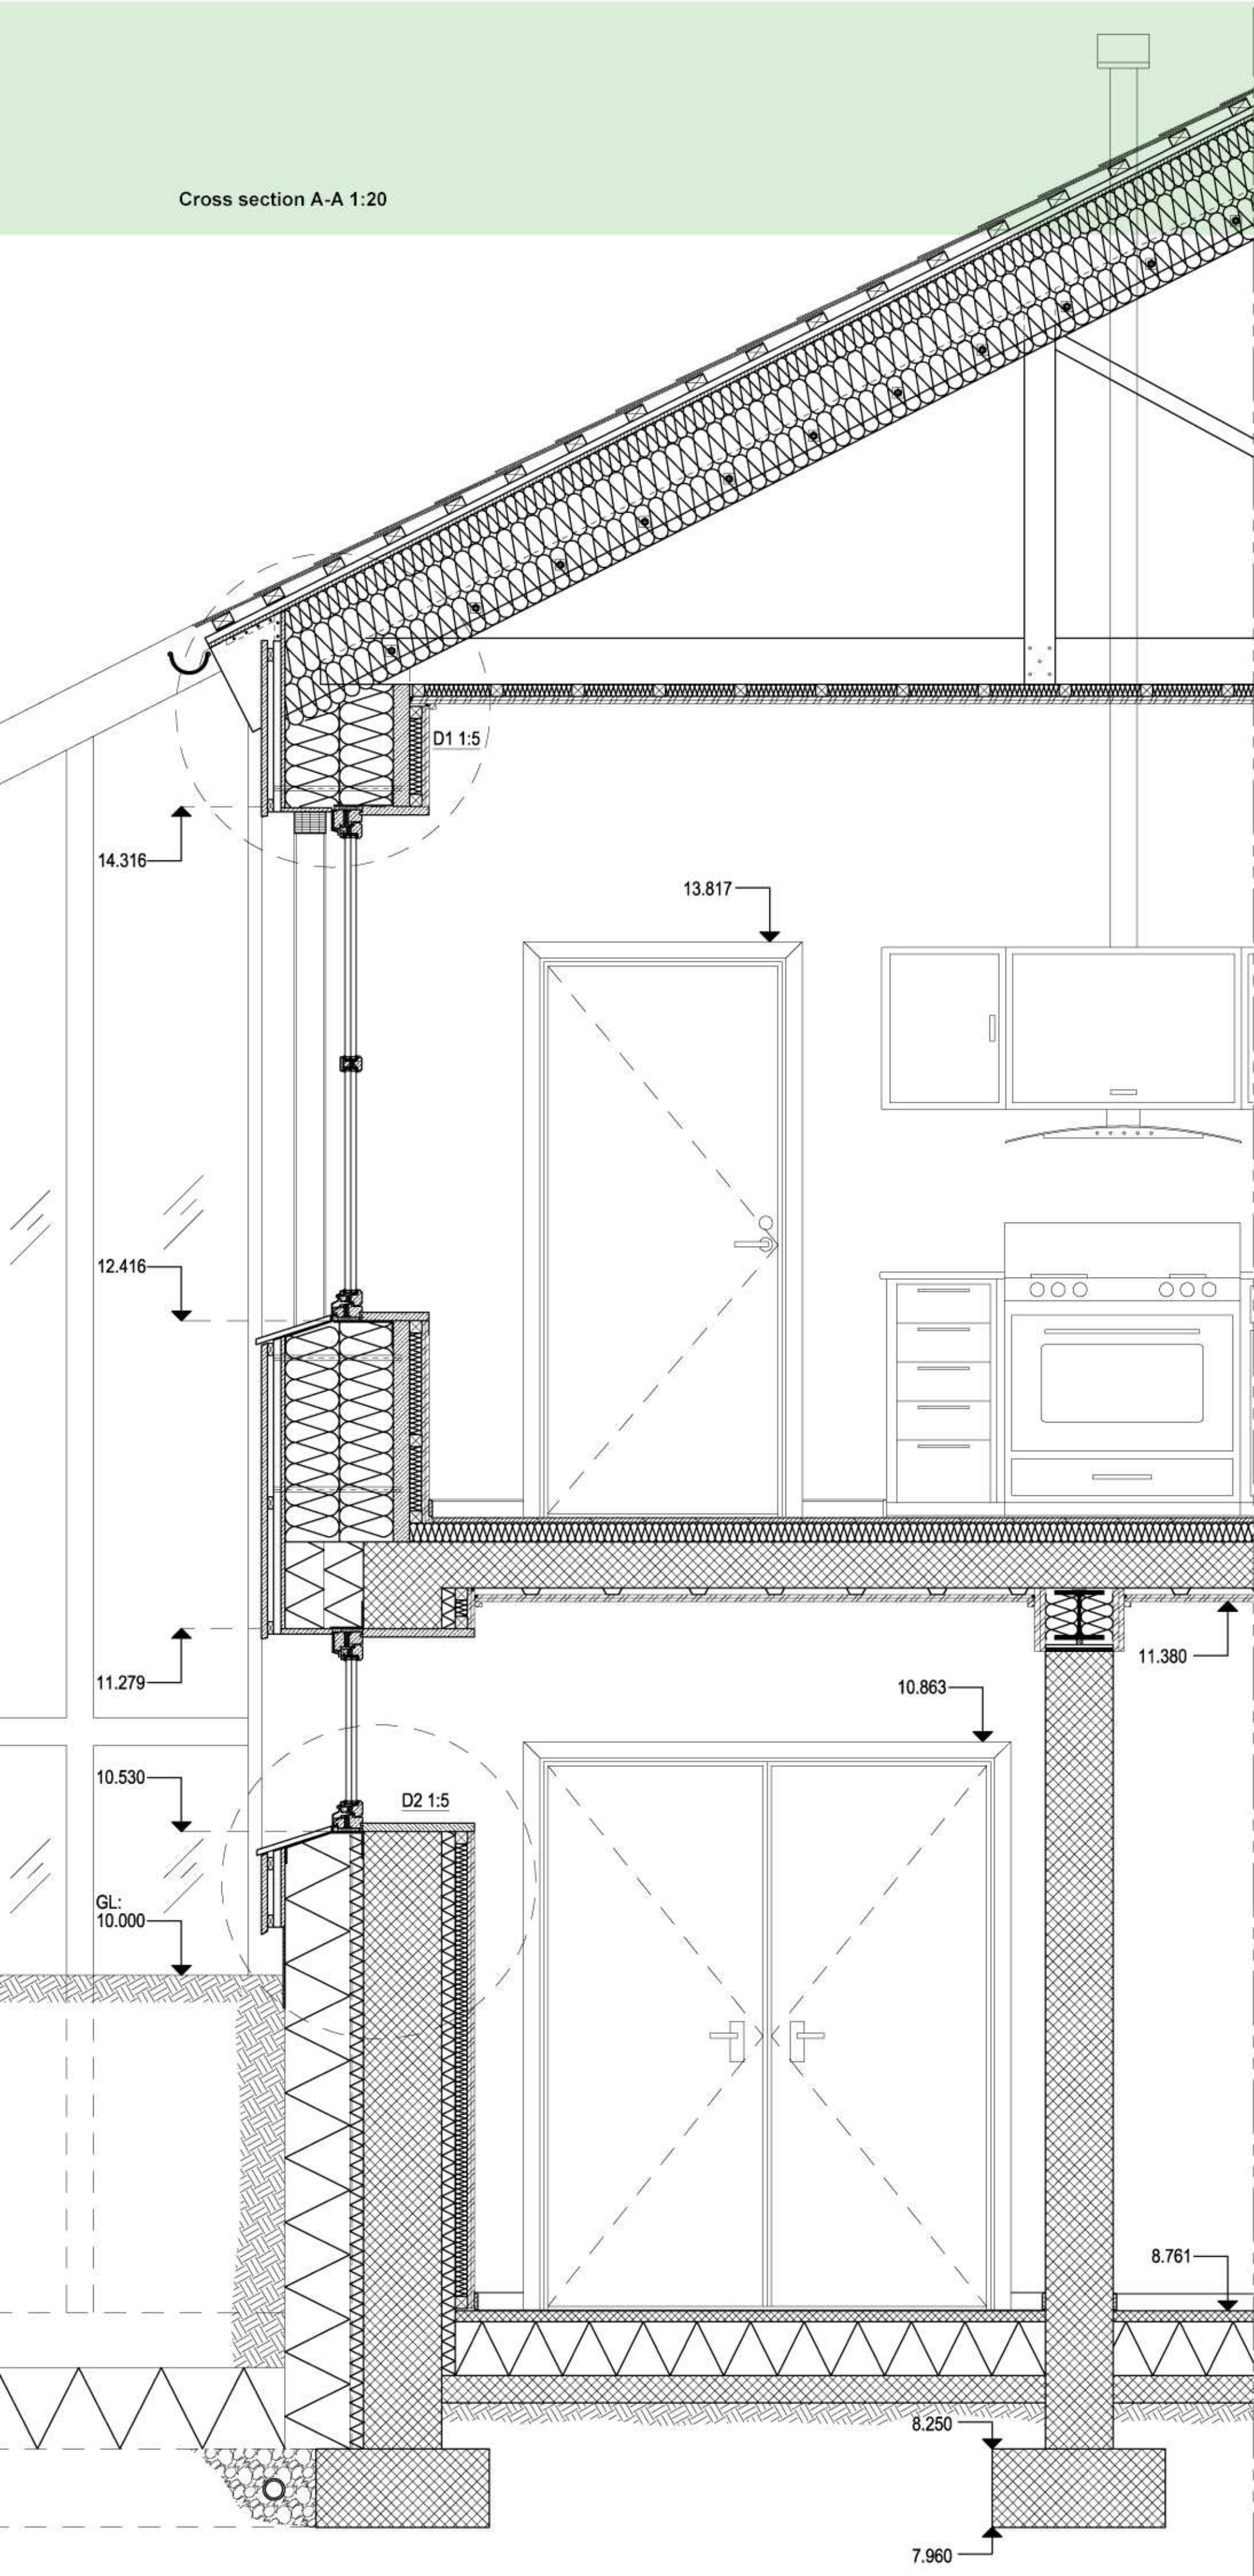 Cross section A-A 1:20
D1 1:5
14.316
13.817
12.416
11.279
11.380
10.863
10.530
D2 1:5
GL:
10.000
8.761
8.250
7.960